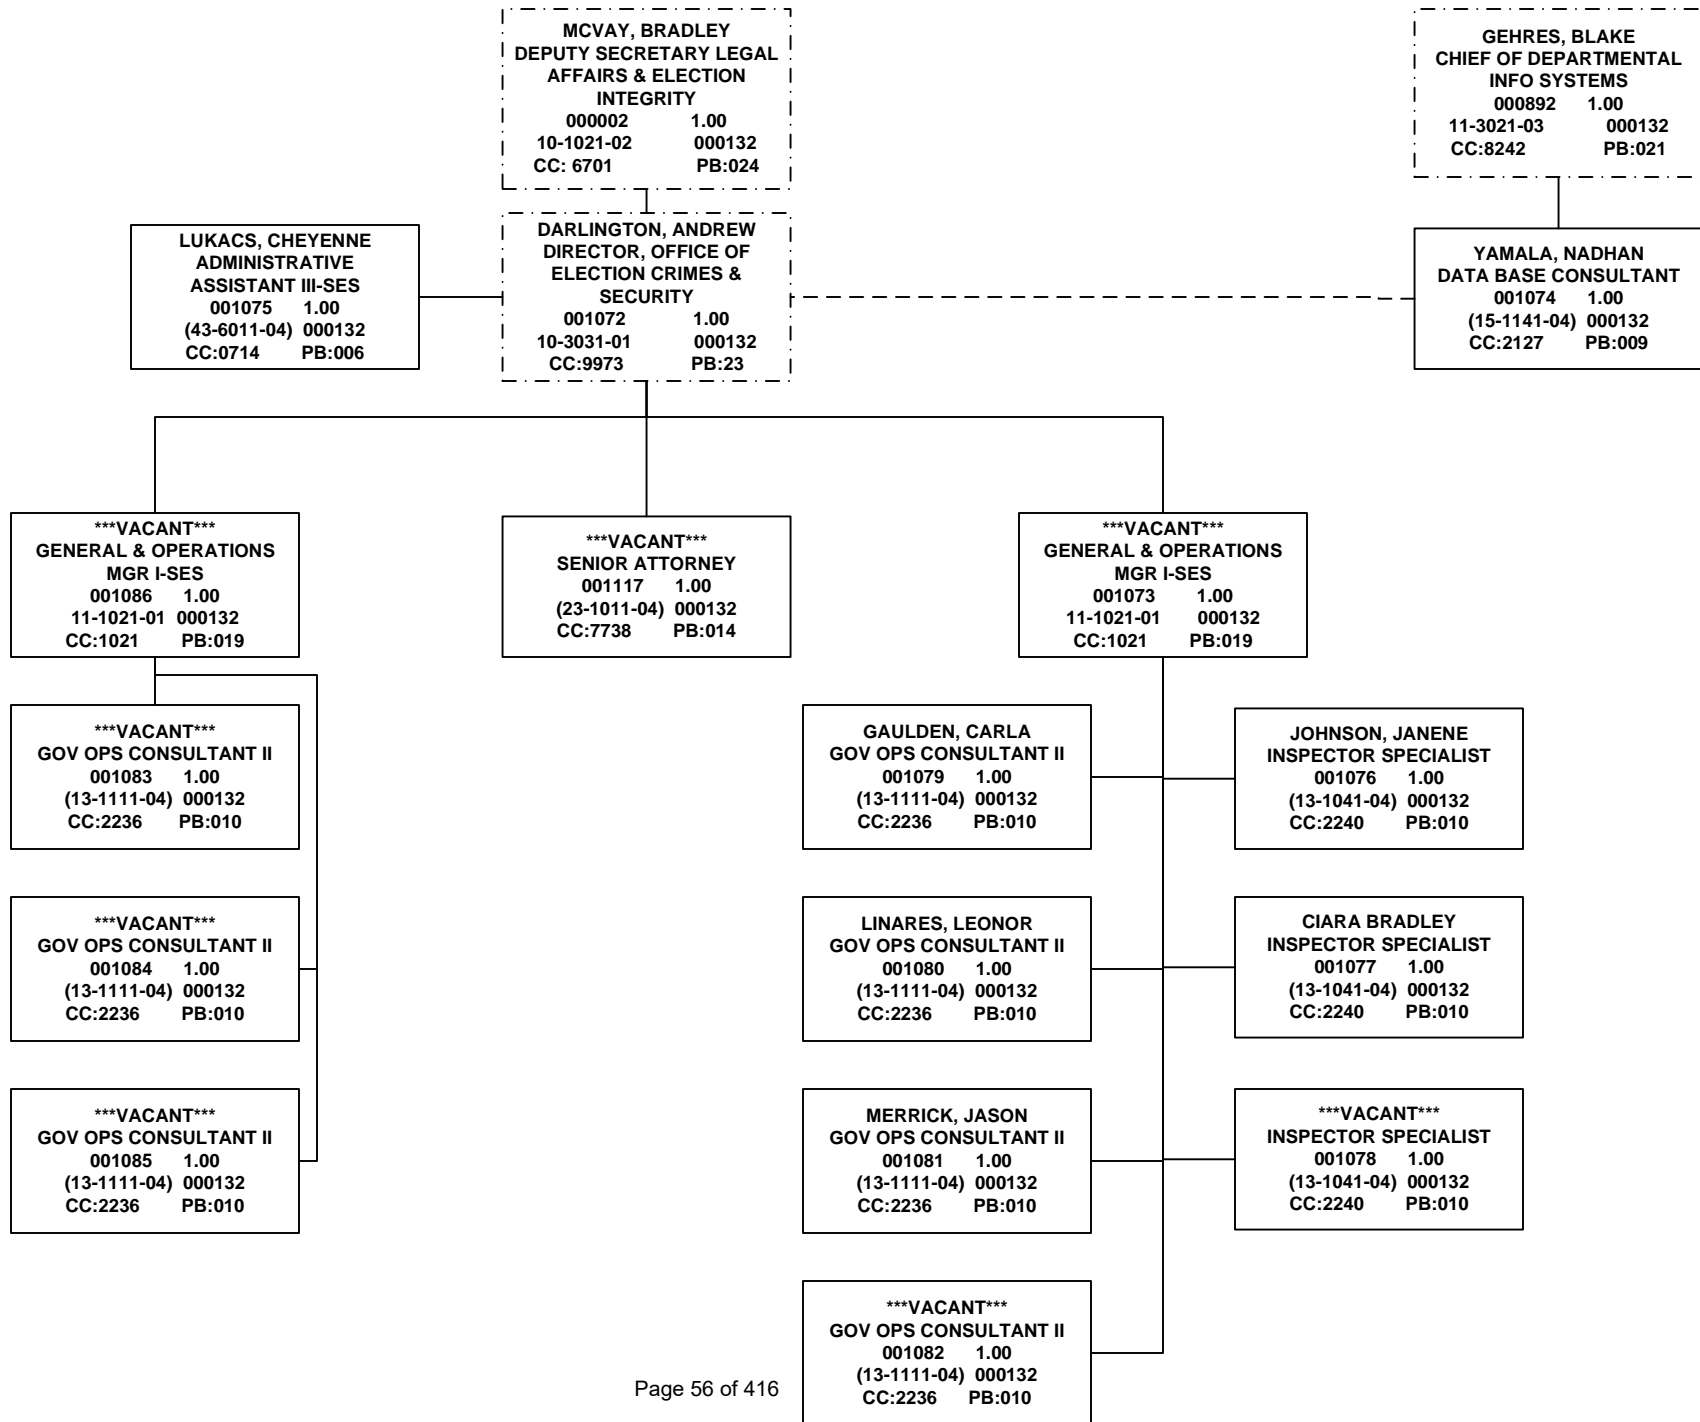 MCVAY, BRADLEY
DEPUTY SECRETARY LEGAL
AFFAIRS & ELECTION
INTEGRITY
000002 1.00
10-1021-02 000132
CC: 6701 PB:024
GEHRES, BLAKE
CHIEF OF DEPARTMENTAL
INFO SYSTEMS
000892 1.00
11-3021-03 000132
CC:8242 PB:021
LUKACS, CHEYENNE
ADMINISTRATIVE
ASSISTANT III-SES
001075 1.00
(43-6011-04) 000132
CC:0714 PB:006
DARLINGTON, ANDREW
DIRECTOR, OFFICE OF
ELECTION CRIMES &
SECURITY
001072 1.00
10-3031-01 000132
CC:9973 PB:23
YAMALA, NADHAN
DATA BASE CONSULTANT
001074 1.00
(15-1141-04) 000132
CC:2127 PB:009
***VACANT***
GENERAL & OPERATIONS
MGR I-SES
001086 1.00
11-1021-01 000132
CC:1021 PB:019
***VACANT***
SENIOR ATTORNEY
001117 1.00
(23-1011-04) 000132
CC:7738 PB:014
***VACANT***
GENERAL & OPERATIONS
MGR I-SES
001073 1.00
11-1021-01 000132
CC:1021 PB:019
***VACANT***
GOV OPS CONSULTANT II
001083 1.00
(13-1111-04) 000132
CC:2236 PB:010
GAULDEN, CARLA
GOV OPS CONSULTANT II
001079 1.00
(13-1111-04) 000132
CC:2236 PB:010
JOHNSON, JANENE
INSPECTOR SPECIALIST
001076 1.00
(13-1041-04) 000132
CC:2240 PB:010
***VACANT***
GOV OPS CONSULTANT II
001084 1.00
(13-1111-04) 000132
CC:2236 PB:010
LINARES, LEONOR
GOV OPS CONSULTANT II
001080 1.00
(13-1111-04) 000132
CC:2236 PB:010
CIARA BRADLEY
INSPECTOR SPECIALIST
001077 1.00
(13-1041-04) 000132
CC:2240 PB:010
***VACANT***
GOV OPS CONSULTANT II
001085 1.00
(13-1111-04) 000132
CC:2236 PB:010
MERRICK, JASON
GOV OPS CONSULTANT II
001081 1.00
(13-1111-04) 000132
CC:2236 PB:010
***VACANT***
INSPECTOR SPECIALIST
001078 1.00
(13-1041-04) 000132
CC:2240 PB:010
***VACANT***
GOV OPS CONSULTANT II
001082 1.00
(13-1111-04) 000132
CC:2236 PB:010
Page 56 of 416